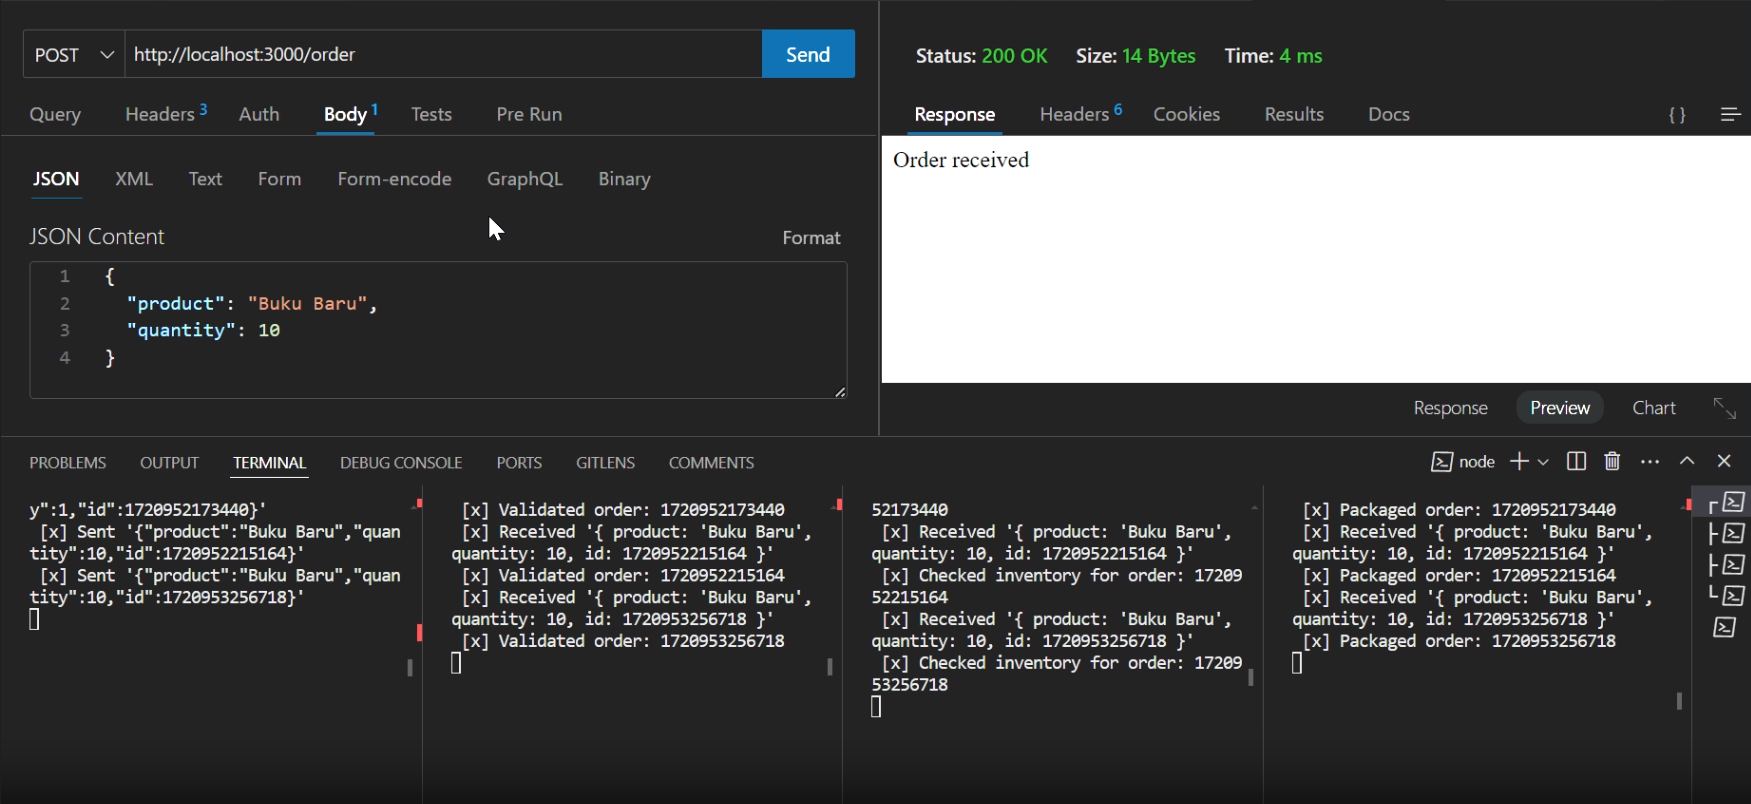 POST http://localhost:3000/order Send
Query Headers 3 Auth Body 1 Tests Pre Run
JSON XML Text Form Form-encode GraphQL Binary
JSON Content Format
1 {
2 "product": "Buku Baru",
3 "quantity": 10
4 }
Status: 200 OK Size: 14 Bytes Time: 4 ms
Response Headers 6 Cookies Results Docs { }
Order received
Response Preview Chart
PROBLEMS OUTPUT TERMINAL DEBUG CONSOLE PORTS GITLENS COMMENTS node
y":1,"id":1720952173440}'
[x] Sent '{"product":"Buku Baru","quan
tity":10,"id":1720952215164}'
[x] Sent '{"product":"Buku Baru","quan
tity":10,"id":1720953256718}'
[x] Validated order: 1720952173440
[x] Received '{ product: 'Buku Baru',
quantity: 10, id: 1720952215164 }'
[x] Validated order: 1720952215164
[x] Received '{ product: 'Buku Baru',
quantity: 10, id: 1720953256718 }'
[x] Validated order: 1720953256718
52173440
[x] Received '{ product: 'Buku Baru',
quantity: 10, id: 1720952215164 }'
[x] Checked inventory for order: 17209
52215164
[x] Received '{ product: 'Buku Baru',
quantity: 10, id: 1720953256718 }'
[x] Checked inventory for order: 17209
53256718
[x] Packaged order: 1720952173440
[x] Received '{ product: 'Buku Baru',
quantity: 10, id: 1720952215164 }'
[x] Packaged order: 1720952215164
[x] Received '{ product: 'Buku Baru',
quantity: 10, id: 1720953256718 }'
[x] Packaged order: 1720953256718